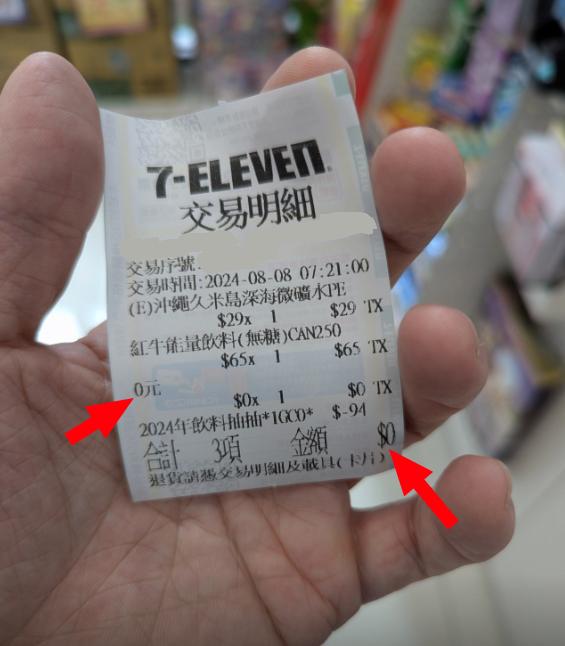 7-ELEVEN
交易明細
交易序號:
交易時間:2024-08-08 07:21:00
(E)沖繩久米島深海微礦水PE
$29x 1 $29 TX
紅牛能量飲料(無糖)CAN250
$65x 1 $65 TX
0元
$0x 1 $0 TX
2024年飲料抽抽*1GC0* $-94
合計 3項 金額 $0
退貨請憑交易明細及載具(卡片)